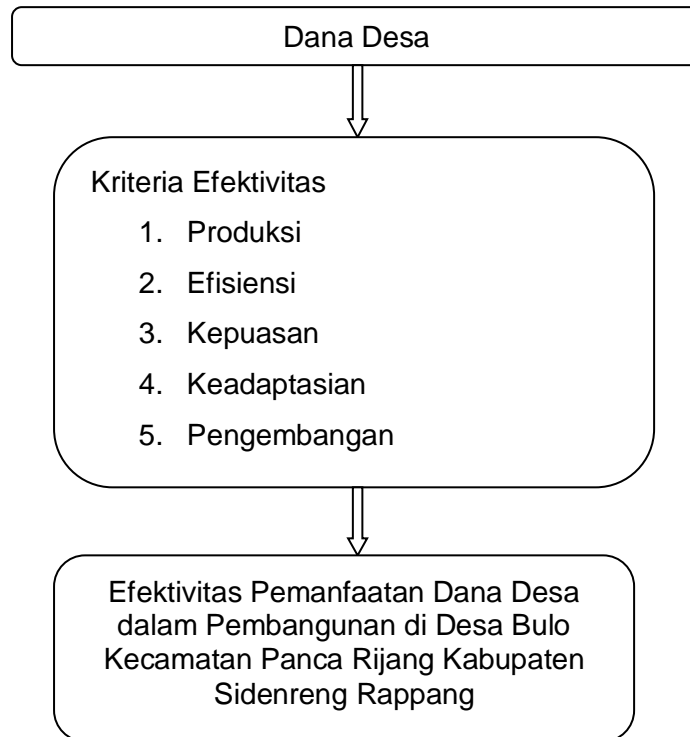 Dana Desa
Kriteria Efektivitas
1. Produksi
2. Efisiensi
3. Kepuasan
4. Keadaptasian
5. Pengembangan
Efektivitas Pemanfaatan Dana Desa
dalam Pembangunan di Desa Bulo
Kecamatan Panca Rijang Kabupaten
Sidenreng Rappang